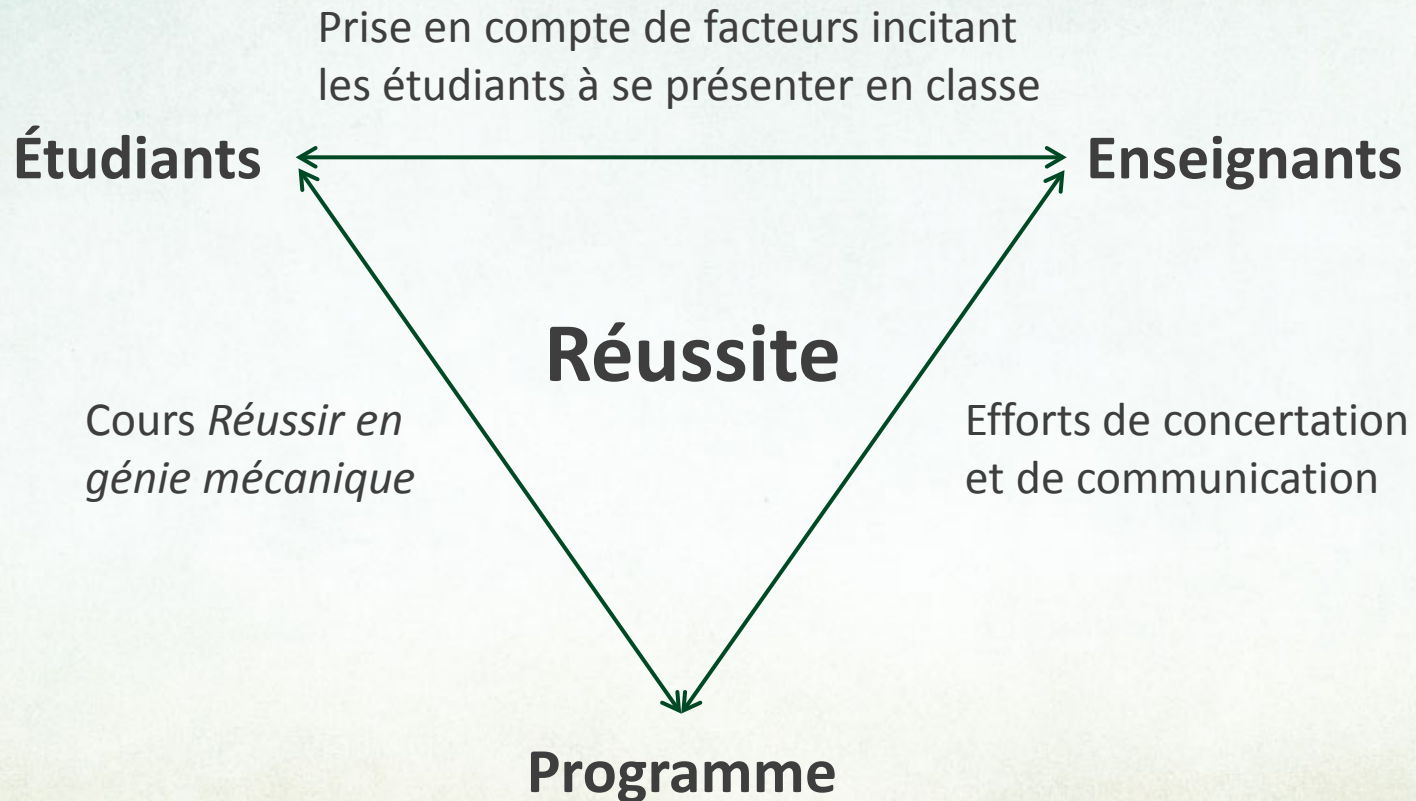 Prise en compte de facteurs incitant
les étudiants à se présenter en classe
Étudiants
Enseignants
Réussite
Cours Réussir en
génie mécanique
Efforts de concertation
et de communication
Programme